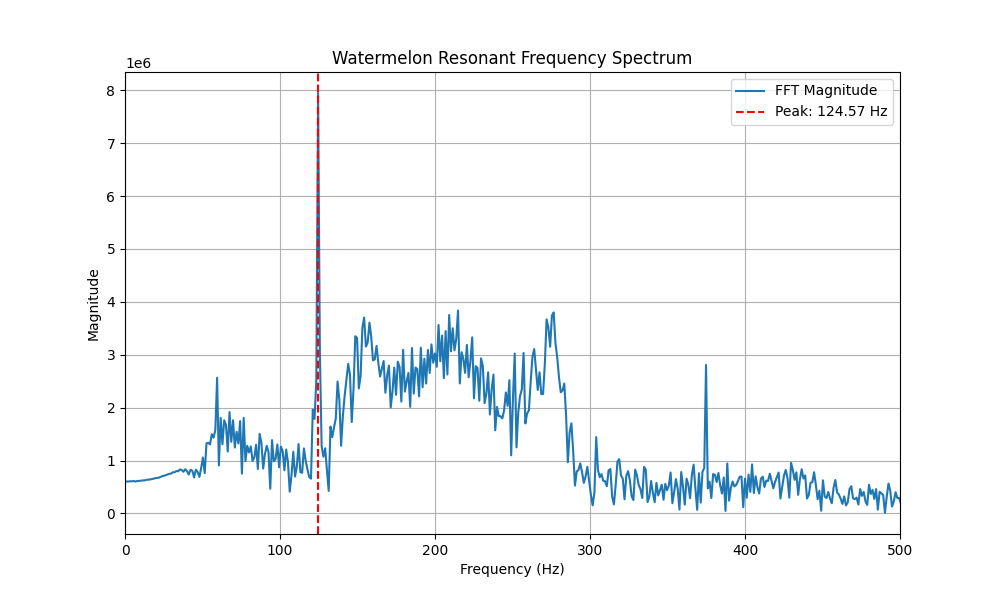 Watermelon Resonant Frequency Spectrum
1e6
FFT Magnitude
Peak: 124.57 Hz
8
7
6
5
4
3
2
1
0
Magnitude
0 100 200 300 400 500
Frequency (Hz)